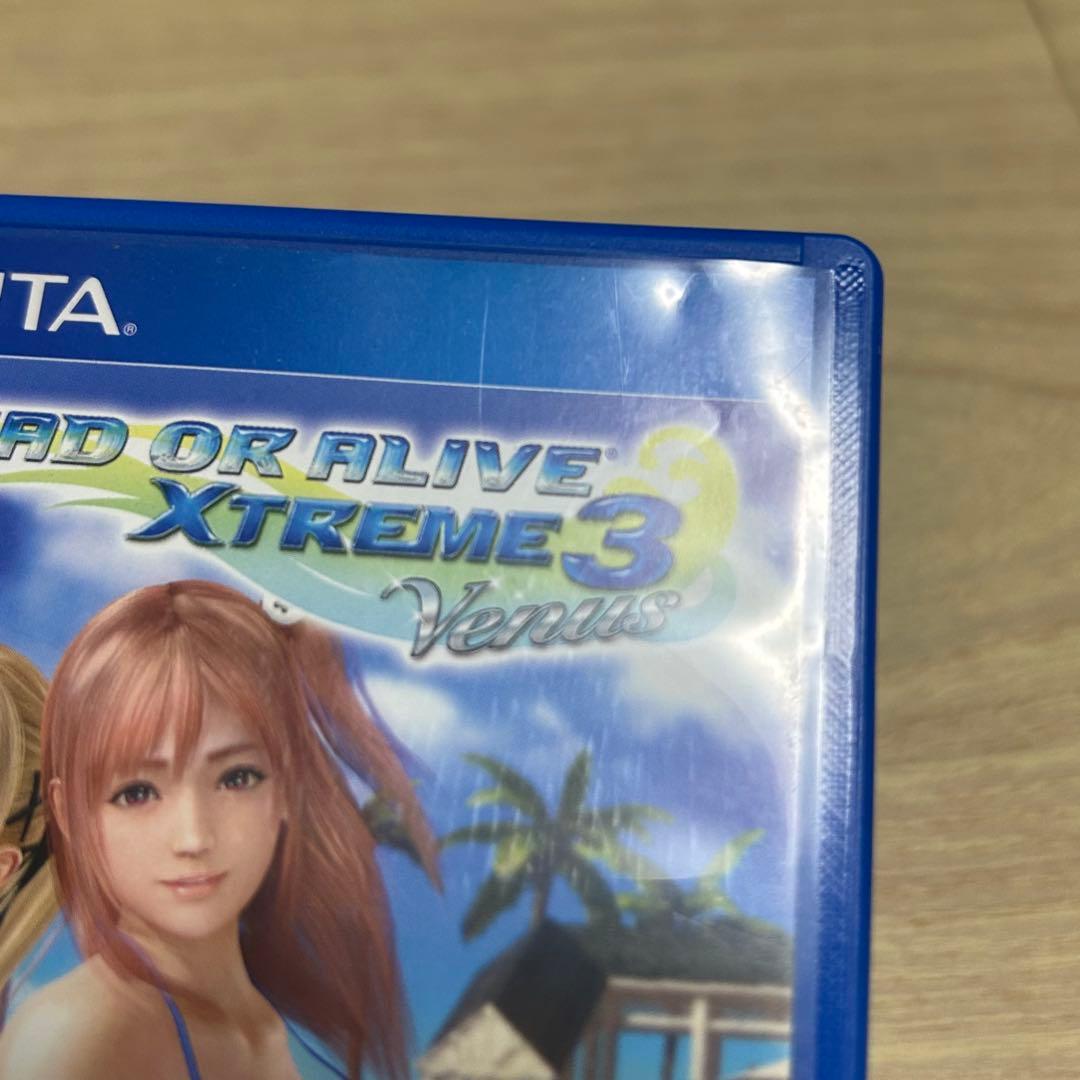 ITA®
AD OR ALIVE®
XTREME 3
Venus